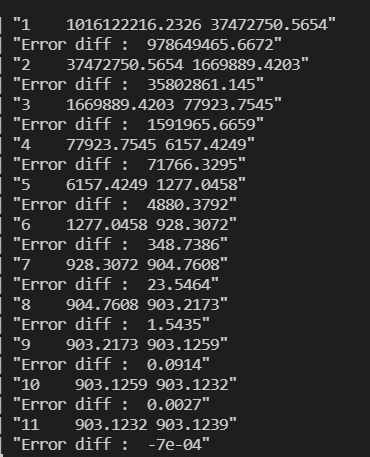 "1    1016122216.2326 37472750.5654"
"Error diff :  978649465.6672"
"2    37472750.5654 1669889.4203"
"Error diff :  35802861.145"
"3    1669889.4203 77923.7545"
"Error diff :  1591965.6659"
"4    77923.7545 6157.4249"
"Error diff :  71766.3295"
"5    6157.4249 1277.0458"
"Error diff :  4880.3792"
"6    1277.0458 928.3072"
"Error diff :  348.7386"
"7    928.3072 904.7608"
"Error diff :  23.5464"
"8    904.7608 903.2173"
"Error diff :  1.5435"
"9    903.2173 903.1259"
"Error diff :  0.0914"
"10    903.1259 903.1232"
"Error diff :  0.0027"
"11    903.1232 903.1239"
"Error diff :  -7e-04"